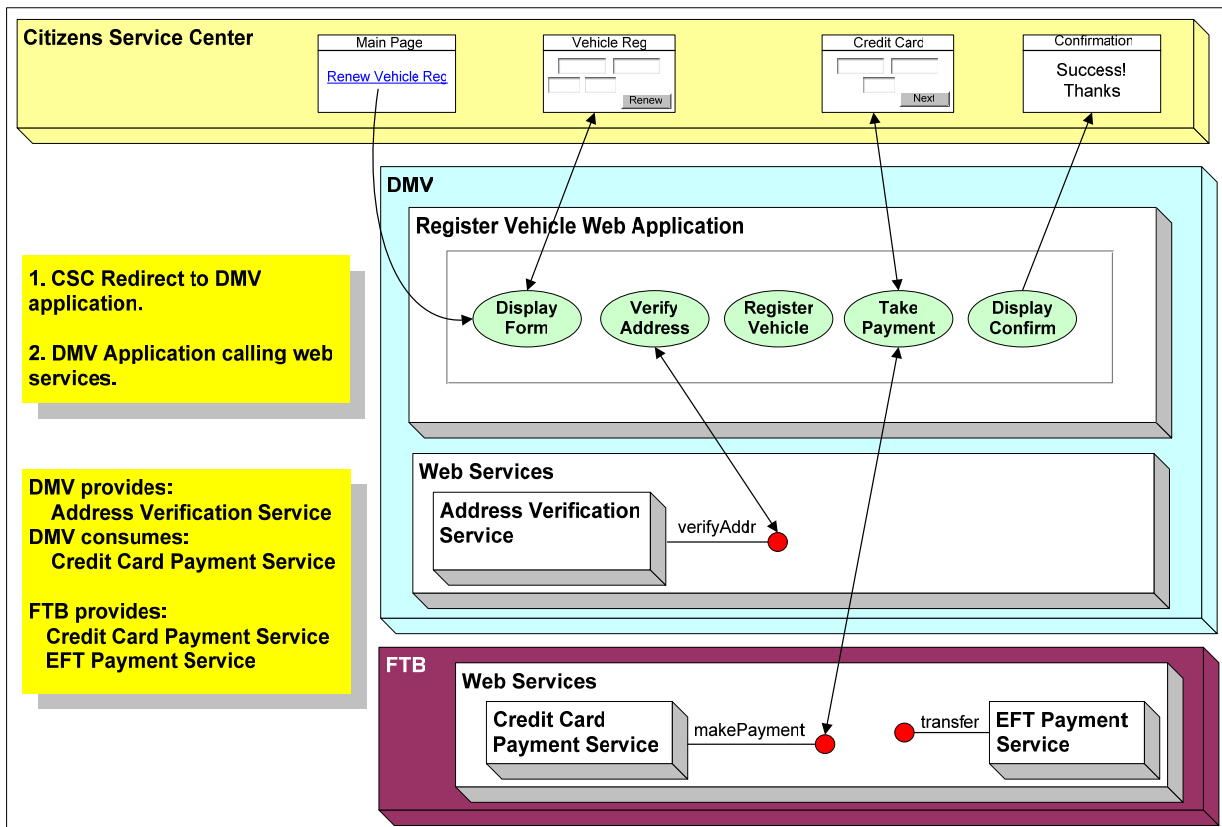 Citizens Service Center
Main Page
Renew Vehicle Reg
Vehicle Reg
Renew
Credit Card
Next
Confirmation
Success!
Thanks
DMV
Register Vehicle Web Application
Display
Form
Verify
Address
Register
Vehicle
Take
Payment
Display
Confirm
1. CSC Redirect to DMV
application.
2. DMV Application calling web
services.
Web Services
Address Verification
Service
verifyAddr
DMV provides:
Address Verification Service
DMV consumes:
Credit Card Payment Service
FTB provides:
Credit Card Payment Service
EFT Payment Service
FTB
Web Services
Credit Card
Payment Service
makePayment
transfer
EFT Payment
Service